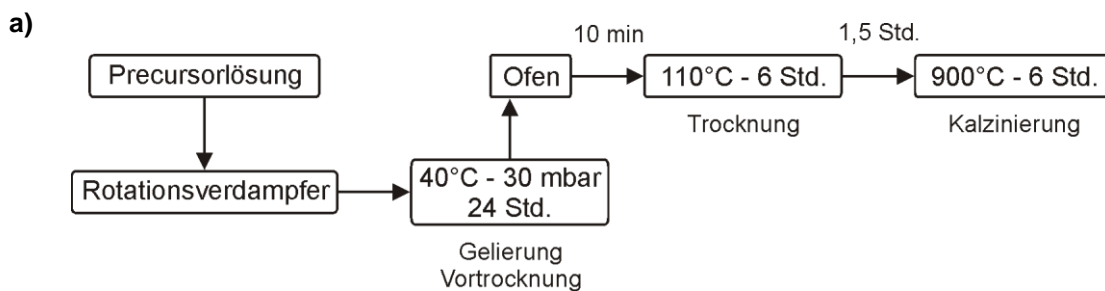 a)
Precursorlösung
Rotationsverdampfer
40°C - 30 mbar
24 Std.
Gelierung
Vortrocknung
Ofen
10 min
110°C - 6 Std.
Trocknung
1,5 Std.
900°C - 6 Std.
Kalzinierung